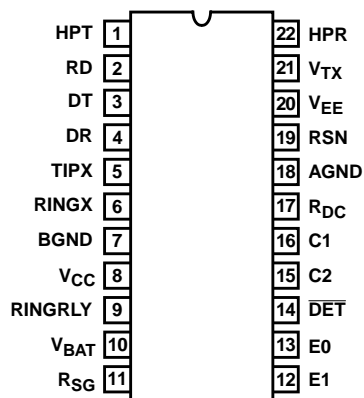 HPT 1 22 HPR
RD 2 21 VTX
DT 3 20 VEE
DR 4 19 RSN
TIPX 5 18 AGND
RINGX 6 17 RDC
BGND 7 16 C1
VCC 8 15 C2
RINGRLY 9 14 DET
VBAT 10 13 E0
RSG 11 12 E1